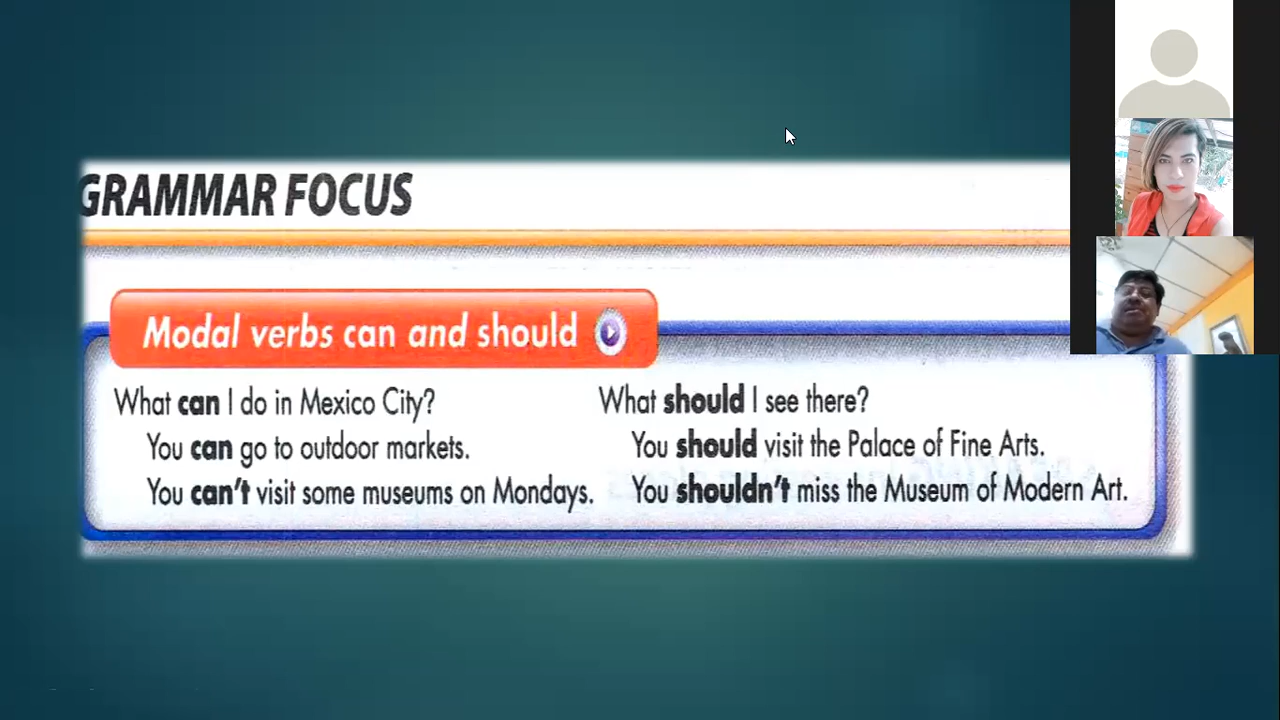 GRAMMAR FOCUS
Modal verbs can and should
What can I do in Mexico City?
You can go to outdoor markets.
You can't visit some museums on Mondays.
What should I see there?
You should visit the Palace of Fine Arts.
You shouldn't miss the Museum of Modern Art.